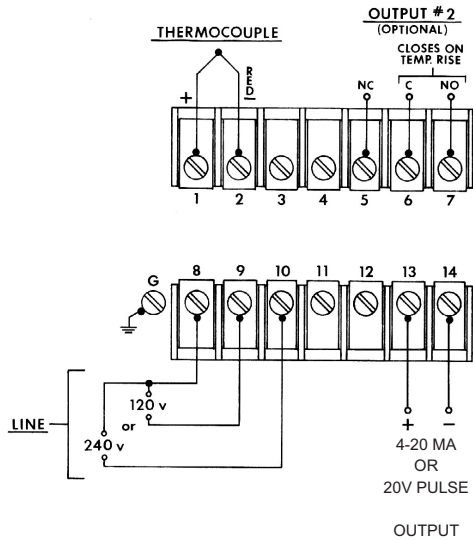 OUTPUT #2
(OPTIONAL)
THERMOCOUPLE
CLOSES ON
TEMP. RISE
+
RED
−
NC
C
NO
1 2 3 4 5 6 7
G
8 9 10 11 12 13 14
120 v
or
240 v
LINE
+ −
4-20 MA
OR
20V PULSE
OUTPUT